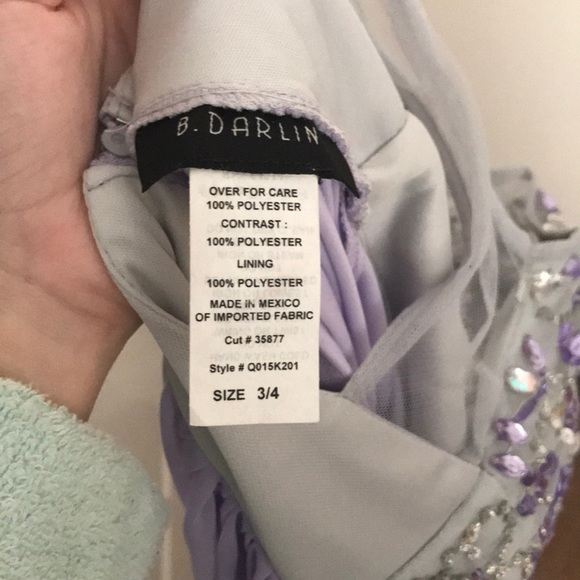 B. DARLIN
OVER FOR CARE
100% POLYESTER
CONTRAST :
100% POLYESTER
LINING
100% POLYESTER
MADE IN MEXICO
OF IMPORTED FABRIC
Cut # 35877
Style # Q015K201
SIZE 3/4